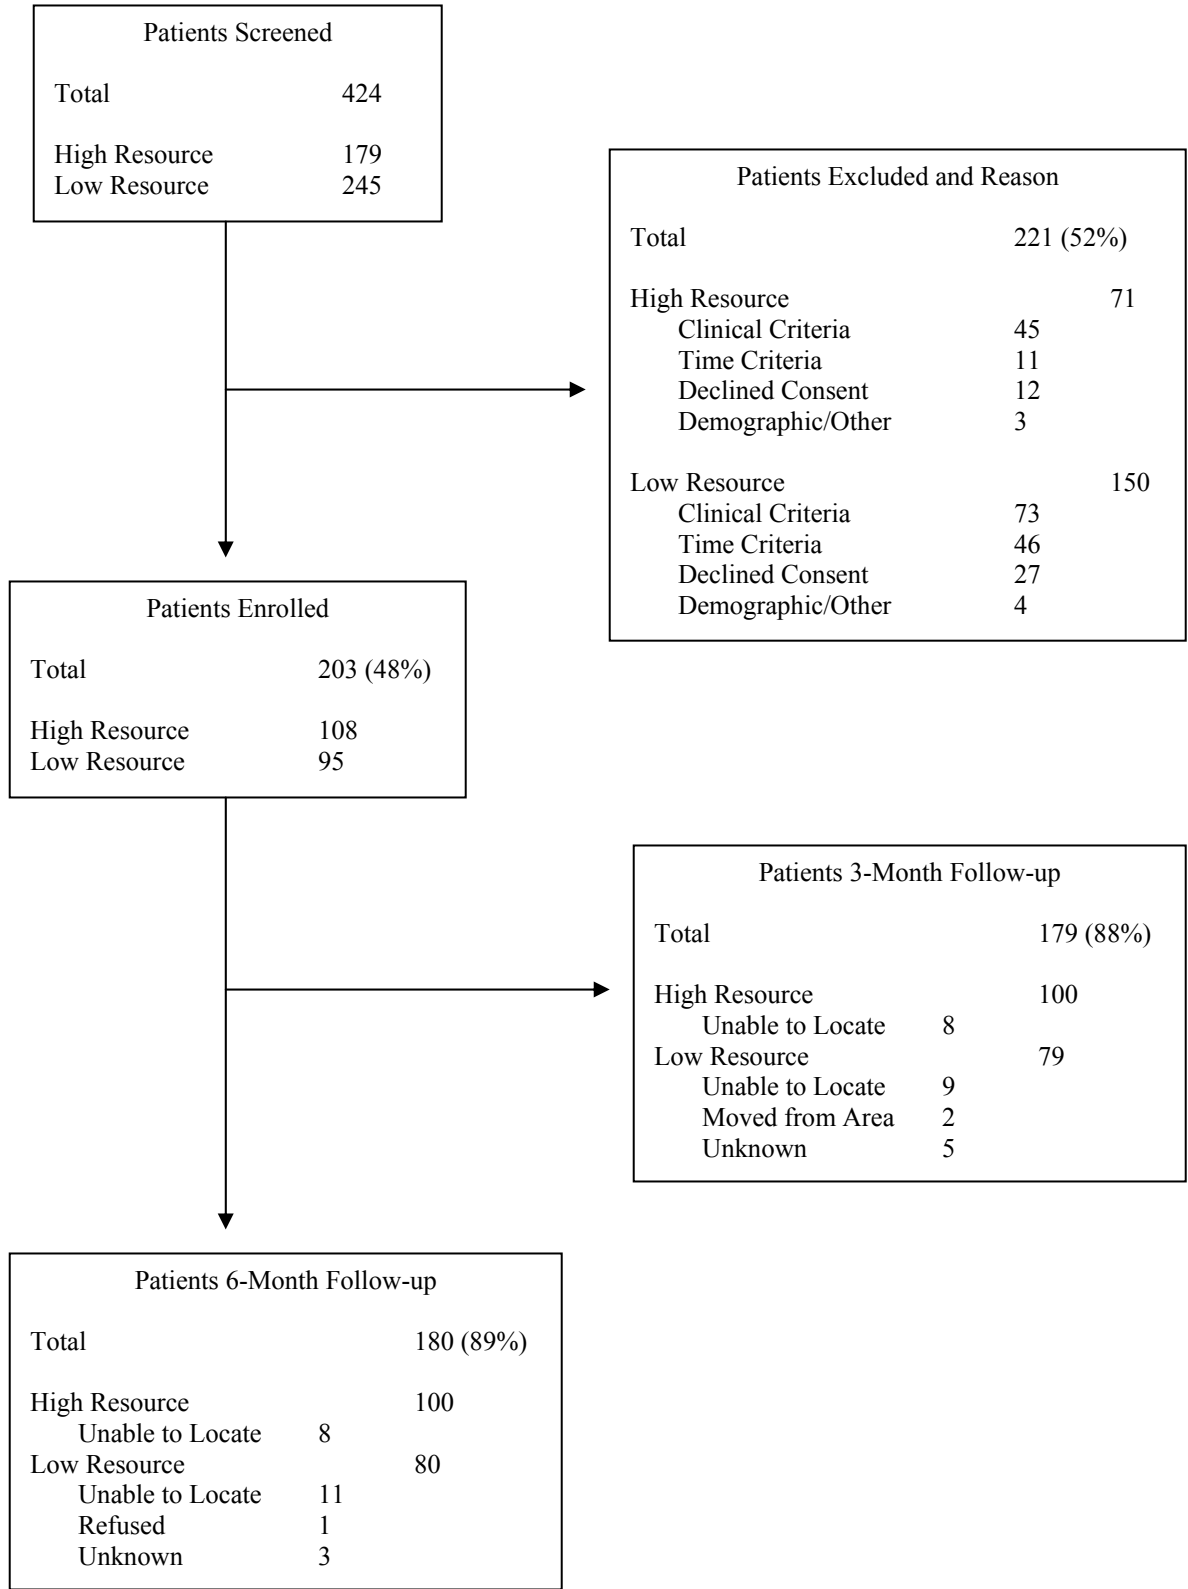 Patients Screened
Total 424
High Resource 179
Low Resource 245
Patients Excluded and Reason
Total 221 (52%)
High Resource 71
Clinical Criteria 45
Time Criteria 11
Declined Consent 12
Demographic/Other 3
Low Resource 150
Clinical Criteria 73
Time Criteria 46
Declined Consent 27
Demographic/Other 4
Patients Enrolled
Total 203 (48%)
High Resource 108
Low Resource 95
Patients 3-Month Follow-up
Total 179 (88%)
High Resource 100
Unable to Locate 8
Low Resource 79
Unable to Locate 9
Moved from Area 2
Unknown 5
Patients 6-Month Follow-up
Total 180 (89%)
High Resource 100
Unable to Locate 8
Low Resource 80
Unable to Locate 11
Refused 1
Unknown 3